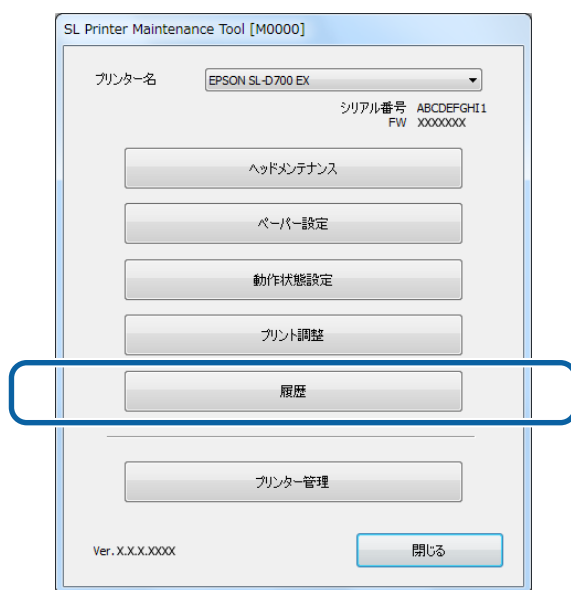 SL Printer Maintenance Tool [M0000]
プリンター名 EPSON SL-D700 EX
シリアル番号 ABCDEFGHI1
FW XXXXXXX
ヘッドメンテナンス
ペーパー設定
動作状態設定
プリント調整
履歴
プリンター管理
Ver.X.X.X.XXXX 閉じる